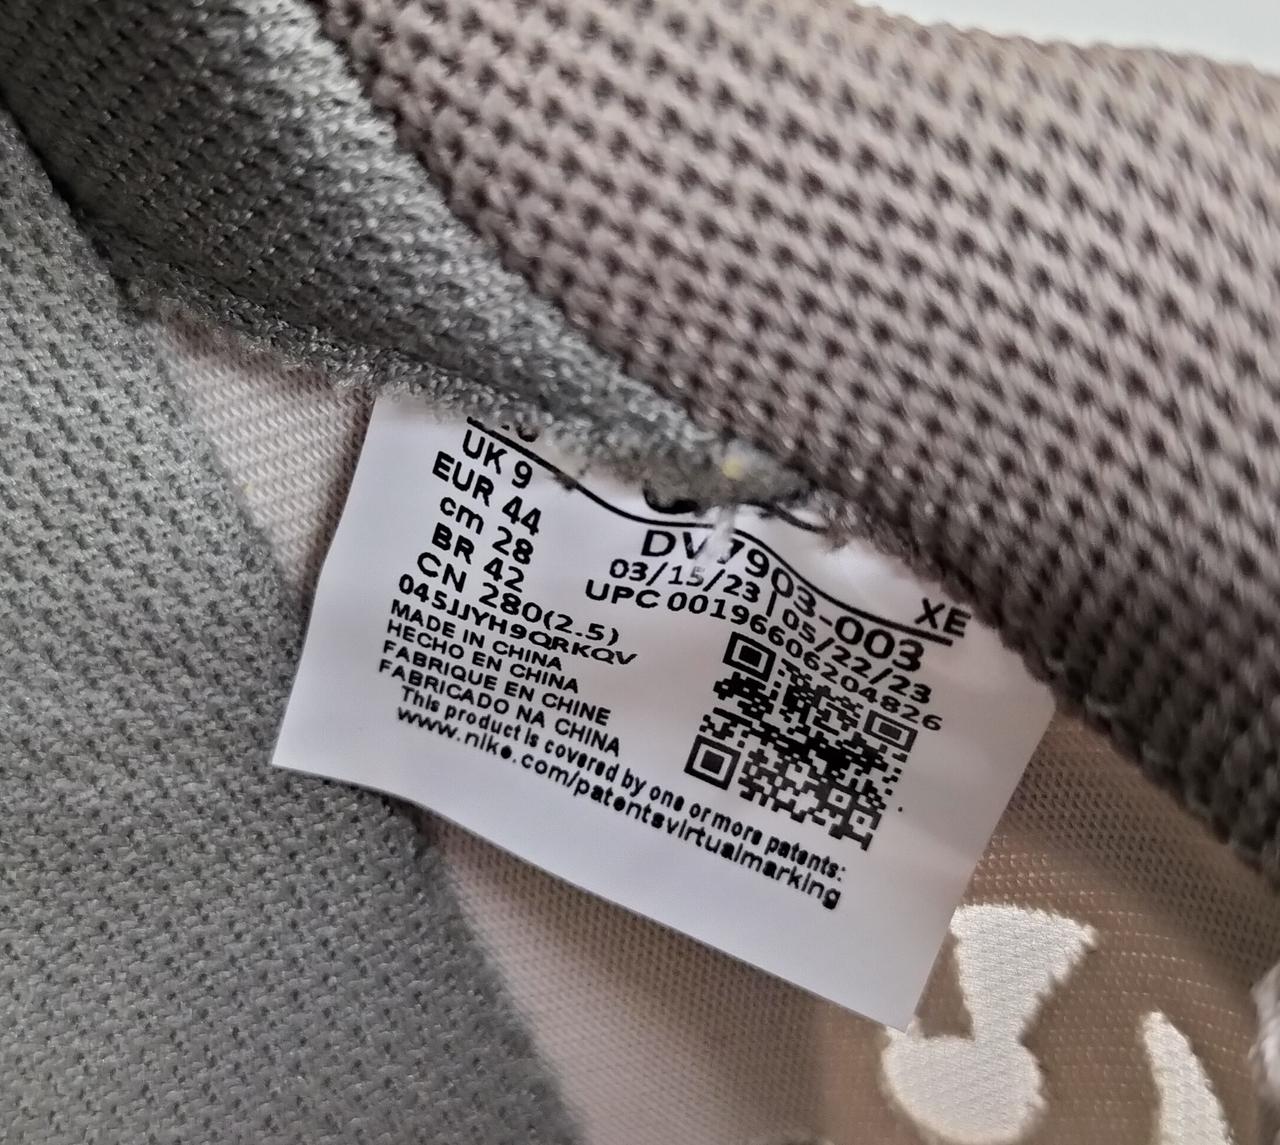 UK 9
EUR 44
cm 28
BR 42
CN 280(2.5)
045JJYH9QRKQV
MADE IN CHINA
HECHO EN CHINA
FABRIQUE EN CHINE
FABRICADO NA CHINA
This product is covered by one or more patents:
www.nike.com/patentsvirtualmarking
XE
DV7903-003
03/15/23 | 05/22/23
UPC 00196606204826